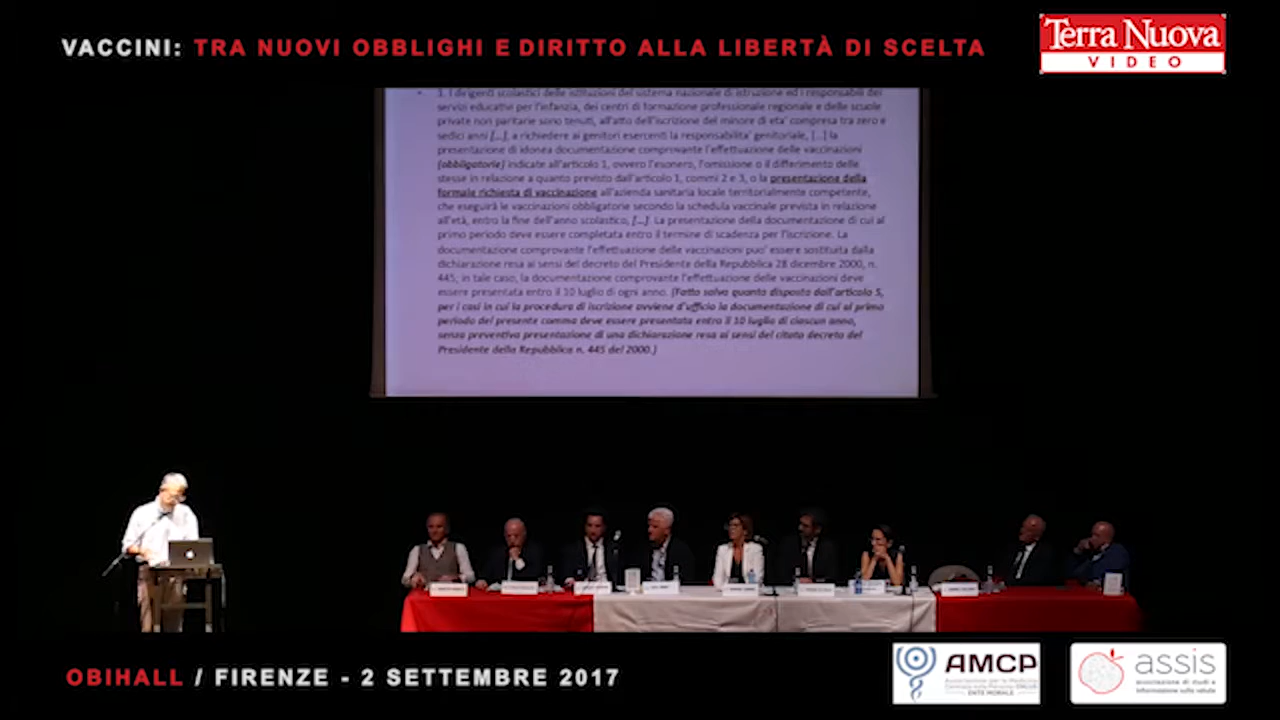 VACCINI: TRA NUOVI OBBLIGHI E DIRITTO ALLA LIBERTÀ DI SCELTA
Terra Nuova
VIDEO
3. I dirigenti scolastici delle istituzioni del sistema nazionale di istruzione ed i responsabili dei
servizi educativi per l'infanzia, dei centri di formazione professionale regionale e delle scuole
private non paritarie sono tenuti, all'atto dell'iscrizione del minore di eta' compresa tra zero e
sedici anni [...], a richiedere ai genitori esercenti la responsabilita' genitoriale, [...] la
presentazione di idonea documentazione comprovante l'effettuazione delle vaccinazioni
(obbligatorie) indicate all'articolo 1, ovvero l'esonero, l'omissione o il differimento delle
stesse in relazione a quanto previsto dall'articolo 1, commi 2 e 3, o la presentazione della
formale richiesta di vaccinazione all'azienda sanitaria locale territorialmente competente,
che eseguirà le vaccinazioni obbligatorie secondo la schedula vaccinale prevista in relazione
all'età, entro la fine dell'anno scolastico, [...]. La presentazione della documentazione di cui al
primo periodo deve essere completata entro il termine di scadenza per l'iscrizione. La
documentazione comprovante l'effettuazione delle vaccinazioni puo' essere sostituita dalla
dichiarazione resa ai sensi del decreto del Presidente della Repubblica 28 dicembre 2000, n.
445; in tale caso, la documentazione comprovante l'effettuazione delle vaccinazioni deve
essere presentata entro il 10 luglio di ogni anno. (Fatto salvo quanto disposto dall'articolo 5,
per i casi in cui la procedura di iscrizione avviene d'ufficio la documentazione di cui al primo
periodo del presente comma deve essere presentata entro il 10 luglio di ciascun anno,
senza preventiva presentazione di una dichiarazione resa ai sensi del citato decreto del
Presidente della Repubblica n. 445 del 2000.)
OBIHALL / FIRENZE - 2 SETTEMBRE 2017
AMCP
ENTE MORALE
assis
associazione di studi e
informazione sulla salute